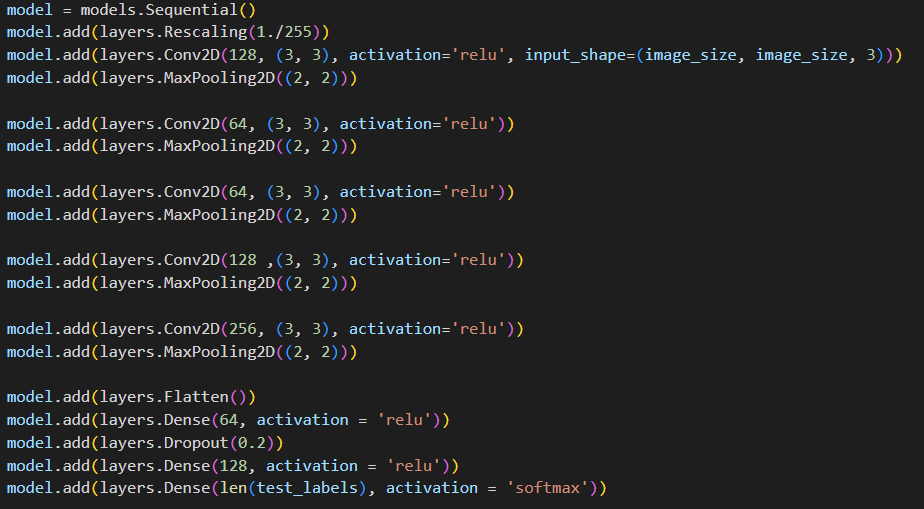 model = models.Sequential()
model.add(layers.Rescaling(1./255))
model.add(layers.Conv2D(128, (3, 3), activation='relu', input_shape=(image_size, image_size, 3)))
model.add(layers.MaxPooling2D((2, 2)))

model.add(layers.Conv2D(64, (3, 3), activation='relu'))
model.add(layers.MaxPooling2D((2, 2)))

model.add(layers.Conv2D(64, (3, 3), activation='relu'))
model.add(layers.MaxPooling2D((2, 2)))

model.add(layers.Conv2D(128 ,(3, 3), activation='relu'))
model.add(layers.MaxPooling2D((2, 2)))

model.add(layers.Conv2D(256, (3, 3), activation='relu'))
model.add(layers.MaxPooling2D((2, 2)))

model.add(layers.Flatten())
model.add(layers.Dense(64, activation = 'relu'))
model.add(layers.Dropout(0.2))
model.add(layers.Dense(128, activation = 'relu'))
model.add(layers.Dense(len(test_labels), activation = 'softmax'))